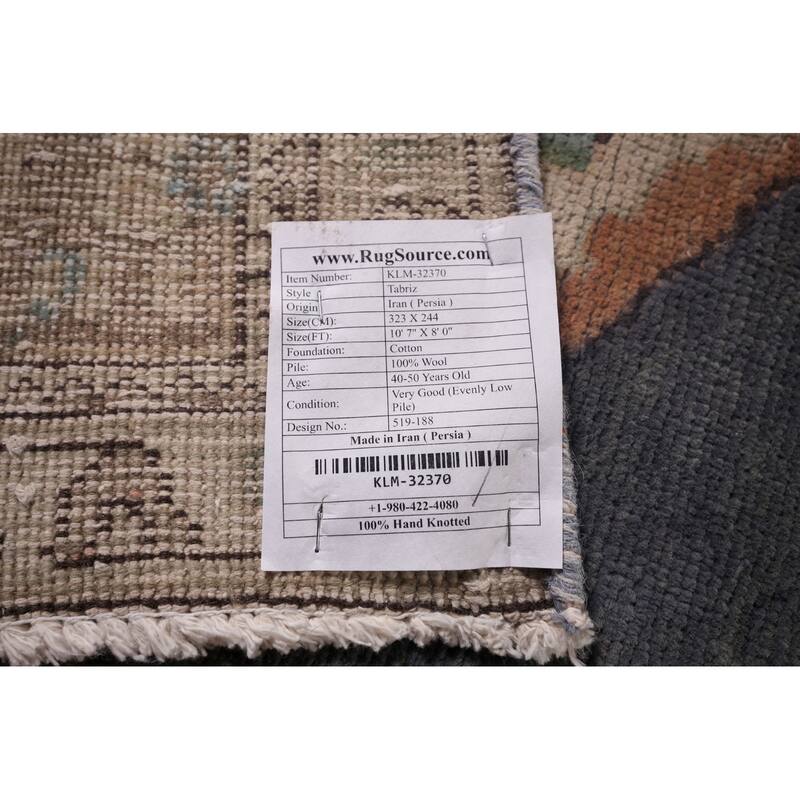 www.RugSource.com
Item Number: KLM-32370
Style Tabriz
Origin Iran ( Persia )
Size(CM): 323 X 244
Size(FT): 10' 7" X 8' 0"
Foundation: Cotton
Pile: 100% Wool
Age: 40-50 Years Old
Condition: Very Good (Evenly Low
Pile)
Design No.: 519-188
Made in Iran ( Persia )
KLM-32370
+1-980-422-4080
100% Hand Knotted